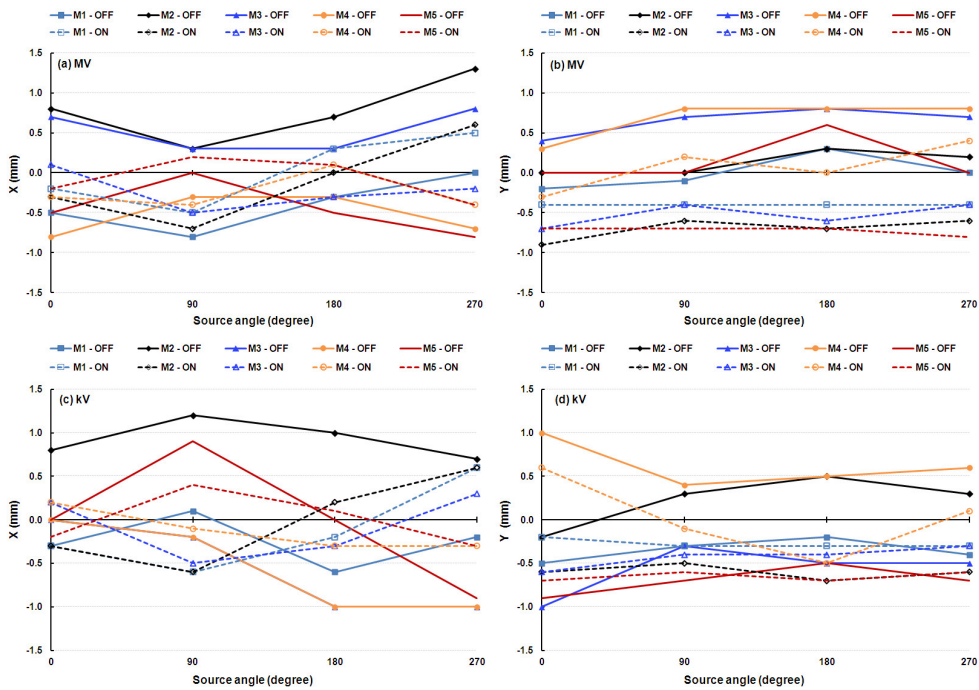 M1 - OFF M2 - OFF M3 - OFF M4 - OFF M5 - OFF
M1 - ON M2 - ON M3 - ON M4 - ON M5 - ON
(a) MV
X (mm)
1.5
1.0
0.5
0.0
-0.5
-1.0
-1.5
0 90 180 270
Source angle (degree)
M1 - OFF M2 - OFF M3 - OFF M4 - OFF M5 - OFF
M1 - ON M2 - ON M3 - ON M4 - ON M5 - ON
(b) MV
Y (mm)
1.5
1.0
0.5
0.0
-0.5
-1.0
-1.5
0 90 180 270
Source angle (degree)
M1 - OFF M2 - OFF M3 - OFF M4 - OFF M5 - OFF
M1 - ON M2 - ON M3 - ON M4 - ON M5 - ON
(c) kV
X (mm)
1.5
1.0
0.5
0.0
-0.5
-1.0
-1.5
0 90 180 270
Source angle (degree)
M1 - OFF M2 - OFF M3 - OFF M4 - OFF M5 - OFF
M1 - ON M2 - ON M3 - ON M4 - ON M5 - ON
(d) kV
Y (mm)
1.5
1.0
0.5
0.0
-0.5
-1.0
-1.5
0 90 180 270
Source angle (degree)